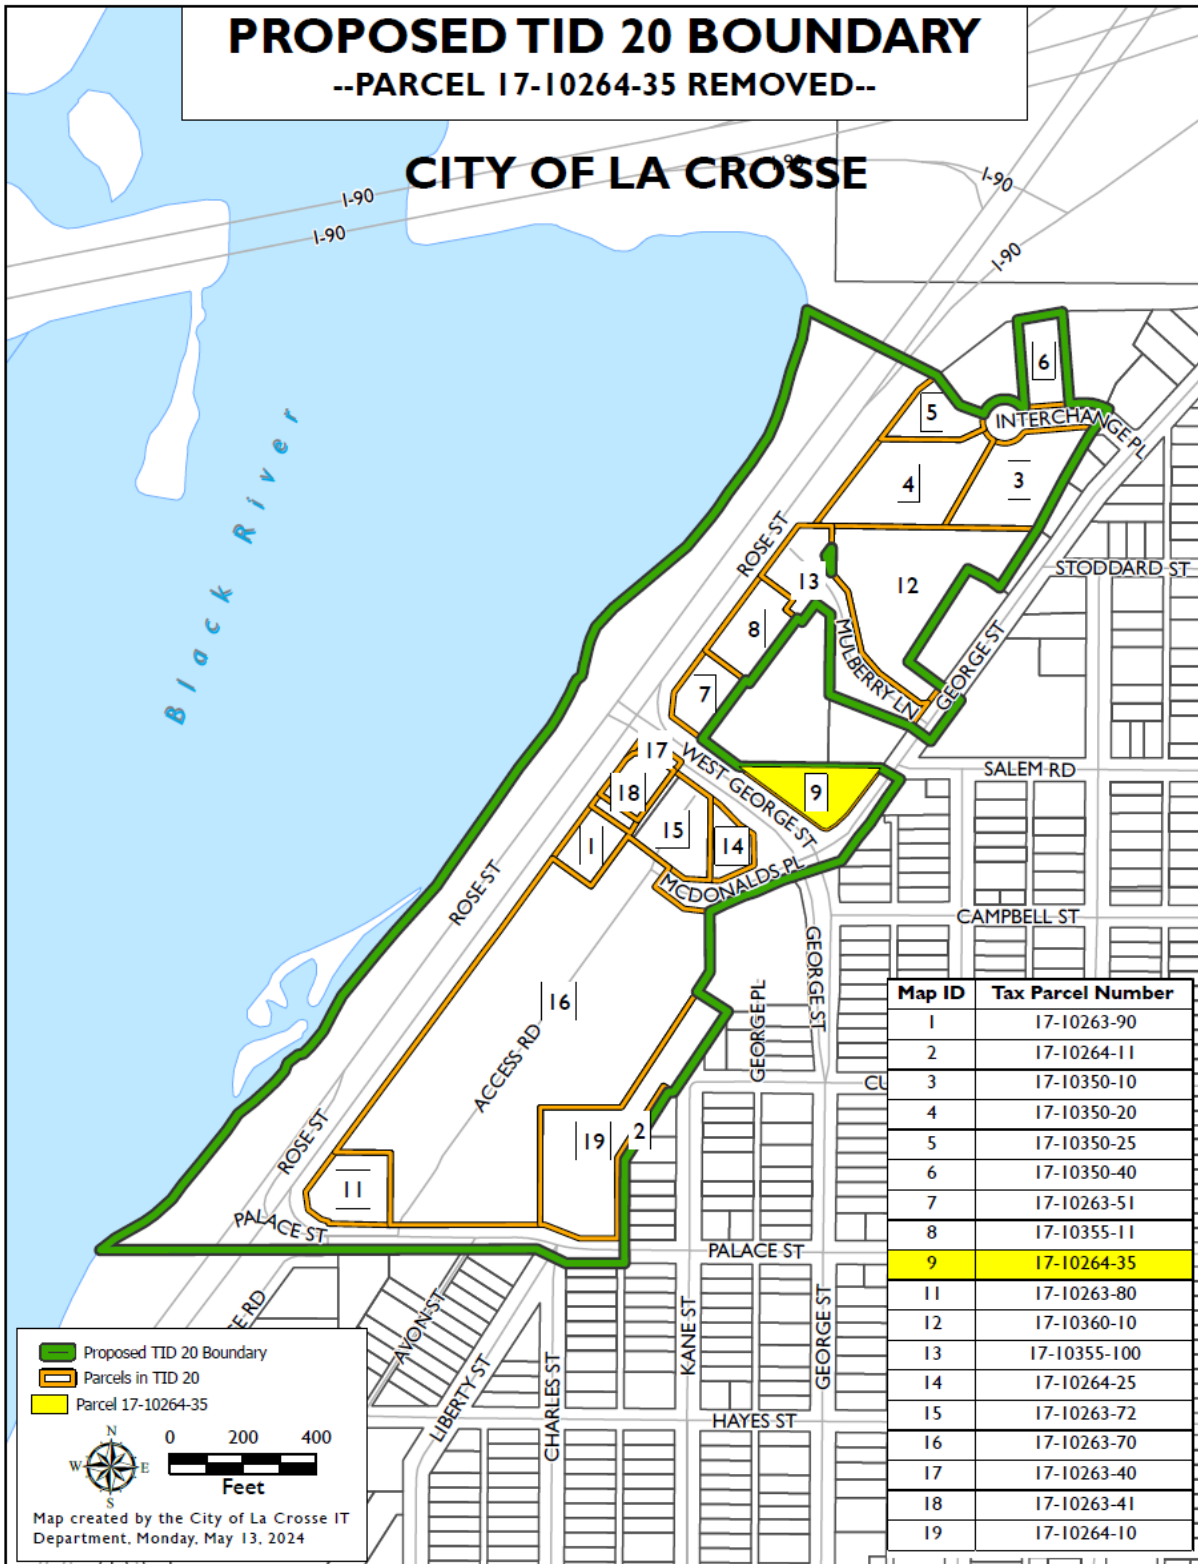 PROPOSED TID 20 BOUNDARY
--PARCEL 17-10264-35 REMOVED--
CITY OF LA CROSSE
I-90
I-90
I-90
I-90
I-90
Black River
6
5
INTERCHANGE PL
4
3
ROSE ST
STODDARD ST
13
12
8
MULBERRY LN
GEORGE ST
7
17
WEST GEORGE ST
SALEM RD
18
9
15
14
1
MCDONALDS PL
ROSE ST
CAMPBELL ST
GEORGE ST
GEORGE PL
16
ACCESS RD
CU
19
2
ROSE ST
11
PALACE ST
PALACE ST
KANE ST
GEORGE ST
AVON ST
LIBERTY ST
CHARLES ST
HAYES ST
CE RD
Map ID Tax Parcel Number
1 17-10263-90
2 17-10264-11
3 17-10350-10
4 17-10350-20
5 17-10350-25
6 17-10350-40
7 17-10263-51
8 17-10355-11
9 17-10264-35
11 17-10263-80
12 17-10360-10
13 17-10355-100
14 17-10264-25
15 17-10263-72
16 17-10263-70
17 17-10263-40
18 17-10263-41
19 17-10264-10
Proposed TID 20 Boundary
Parcels in TID 20
Parcel 17-10264-35
N
W E
S
0 200 400
Feet
Map created by the City of La Crosse IT
Department, Monday, May 13, 2024